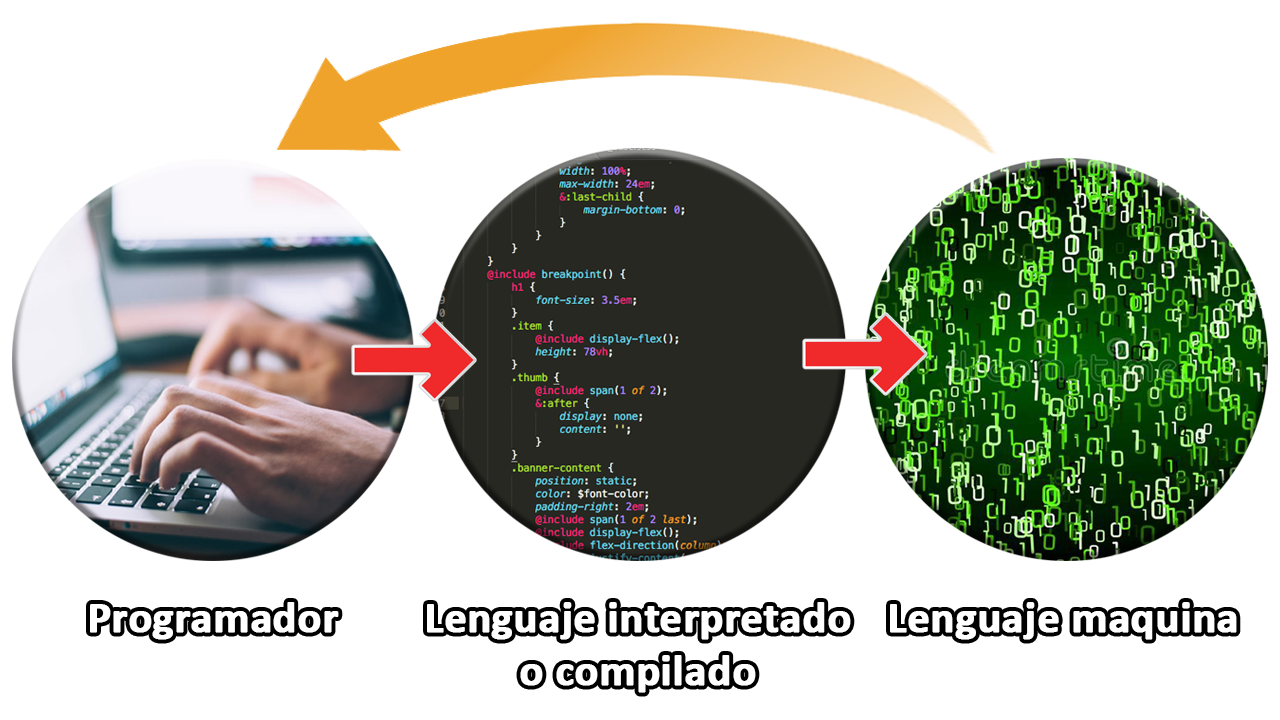 width: 100%;
max-width: 24em;
&:last-child {
margin-bottom: 0;
}
}
}
}
@include breakpoint() {
h1 {
font-size: 3.5em;
}
.item {
@include display-flex();
height: 78vh;
}
.thumb {
@include span(1 of 2);
&:after {
display: none;
content: '';
}
}
.banner-content {
position: static;
color: $font-color;
padding-right: 2em;
@include span(1 of 2 last);
@include display-flex();
flex-direction(column)
Programador
Lenguaje interpretado
o compilado
Lenguaje maquina